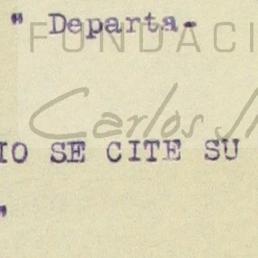 " Departa-
FUNDACI
Carlos
IO SE CITE SU
"